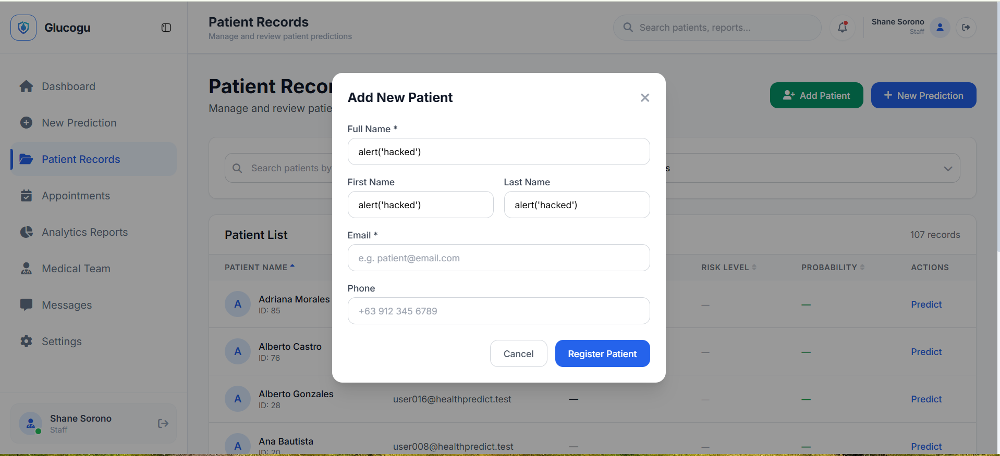 Glucogu
Dashboard
New Prediction
Patient Records
Appointments
Analytics Reports
Medical Team
Messages
Settings
Shane Sorono
Staff
Patient Records
Manage and review patient predictions
Search patients, reports...
Shane Sorono
Staff
Patient Recor
Manage and review patie
Add Patient
New Prediction
Search patients by
s
Patient List
107 records
PATIENT NAME
RISK LEVEL
PROBABILITY
ACTIONS
A
Adriana Morales
ID: 85
—
—
Predict
A
Alberto Castro
ID: 76
—
—
Predict
A
Alberto Gonzales
ID: 28
user016@healthpredict.test
—
—
—
Predict
A
Ana Bautista
ID: 20
user008@healthpredict.test
—
—
—
Predict
Add New Patient
Full Name *
alert('hacked')
First Name
Last Name
alert('hacked')
alert('hacked')
Email *
e.g. patient@email.com
Phone
+63 912 345 6789
Cancel
Register Patient